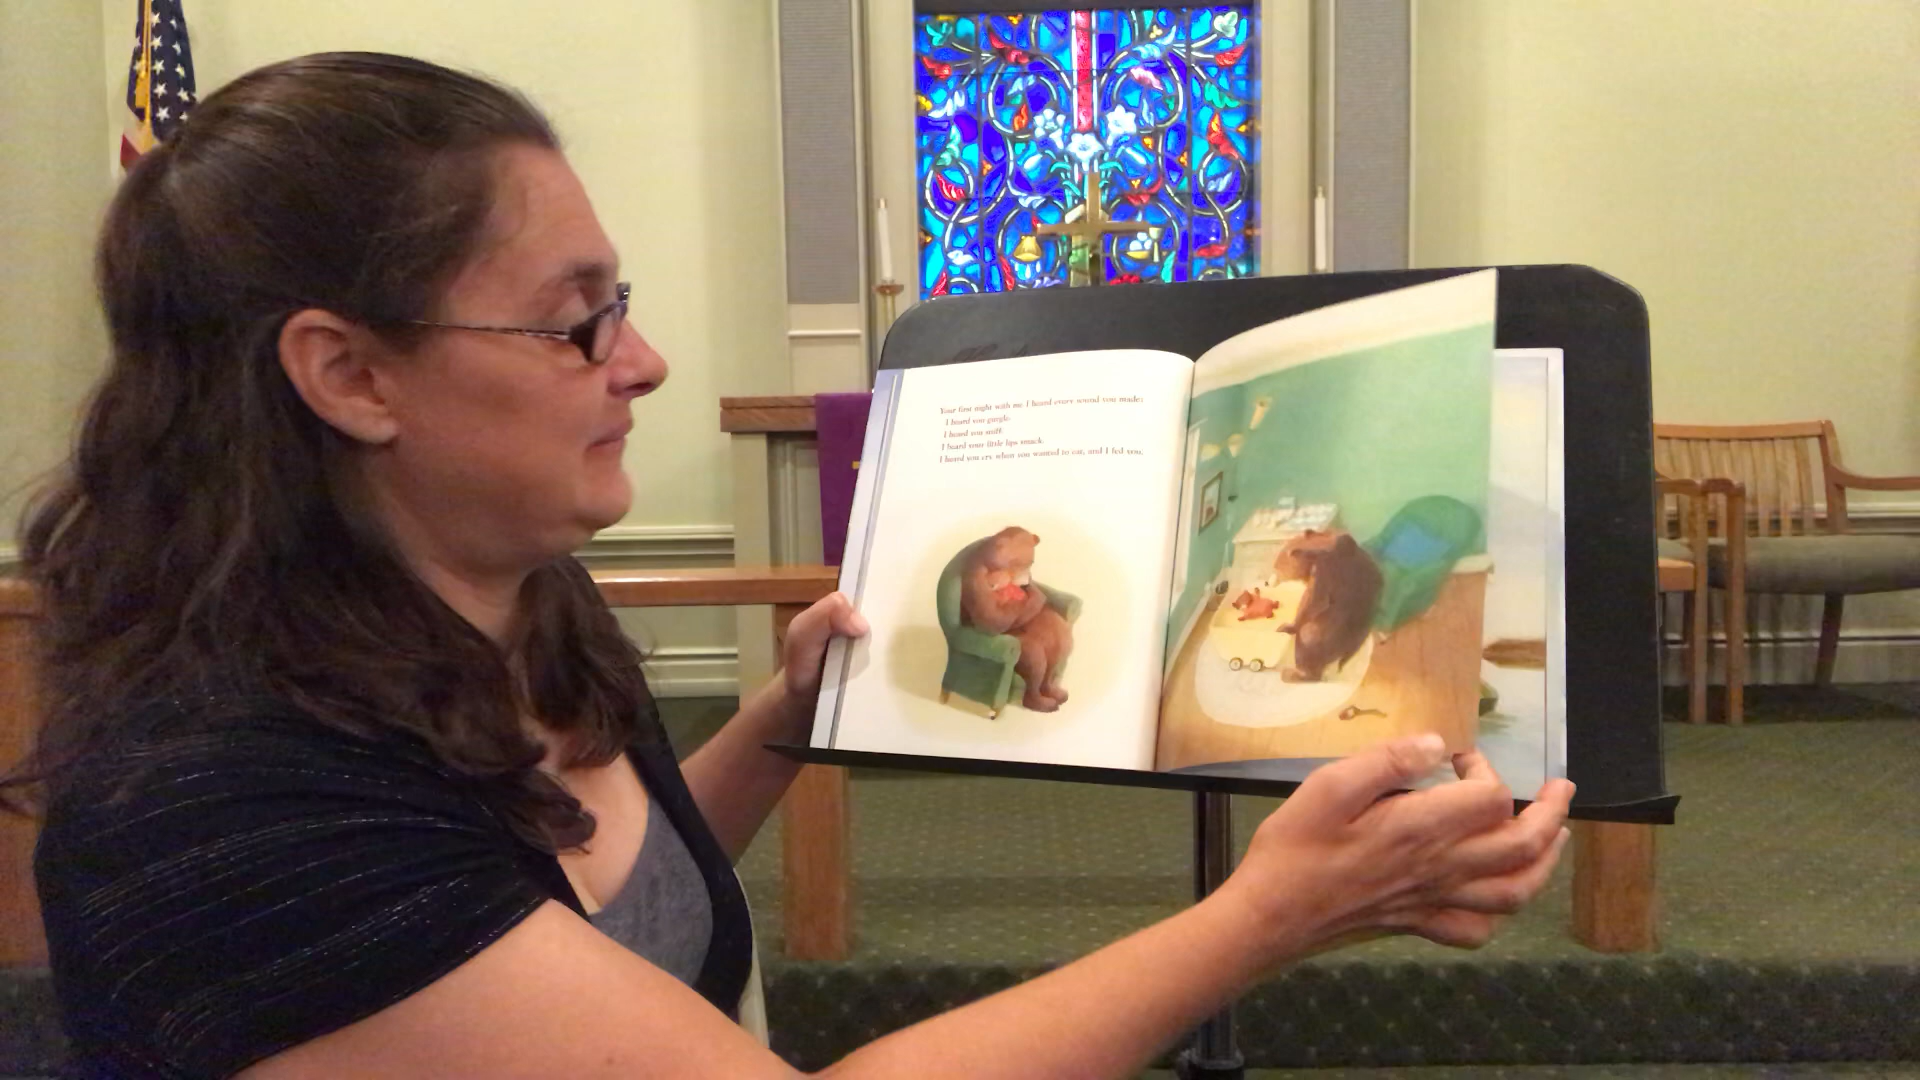 Your first night with me I heard every sound you made:
I heard you gurgle.
I heard you sniff.
I heard your little lips smack.
I heard you cry when you wanted to eat, and I fed you.